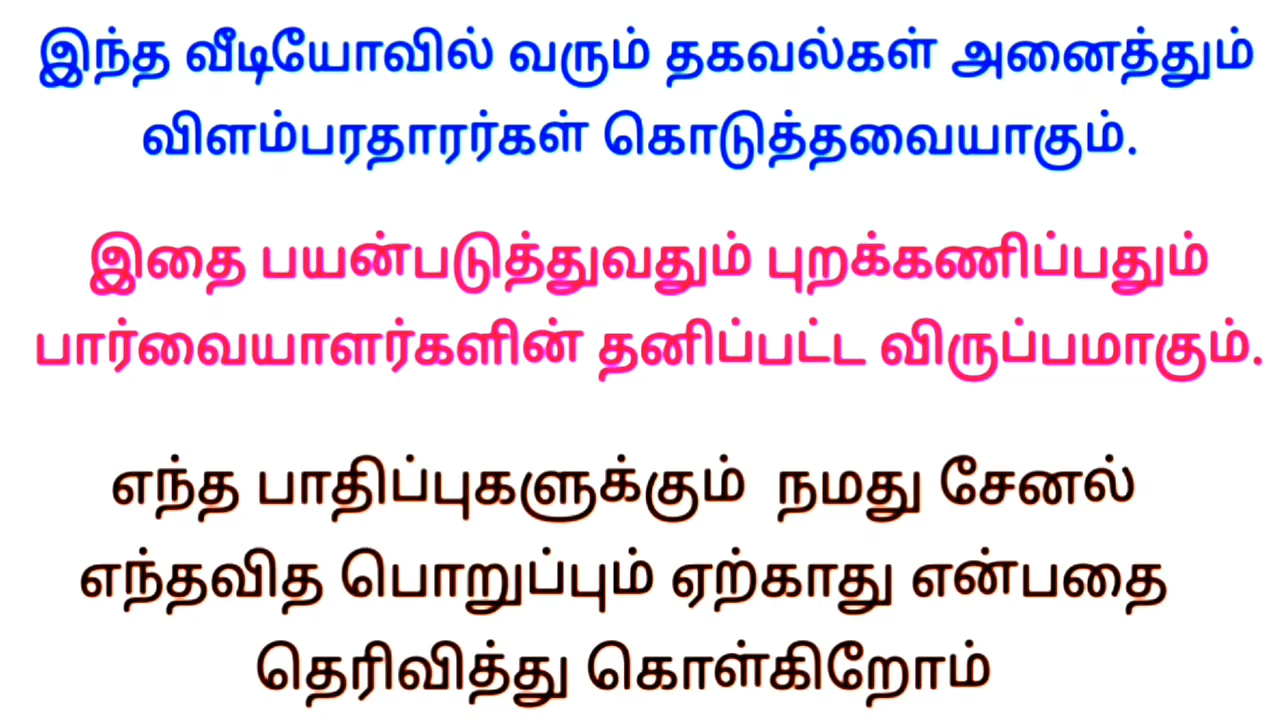 இந்த வீடியோவில் வரும் தகவல்கள் அனைத்தும்
விளம்பரதாரர்கள் கொடுத்தவையாகும்.
இதை பயன்படுத்துவதும் புறக்கணிப்பதும்
பார்வையாளர்களின் தனிப்பட்ட விருப்பமாகும்.
எந்த பாதிப்புகளுக்கும் நமது சேனல்
எந்தவித பொறுப்பும் ஏற்காது என்பதை
தெரிவித்து கொள்கிறோம்